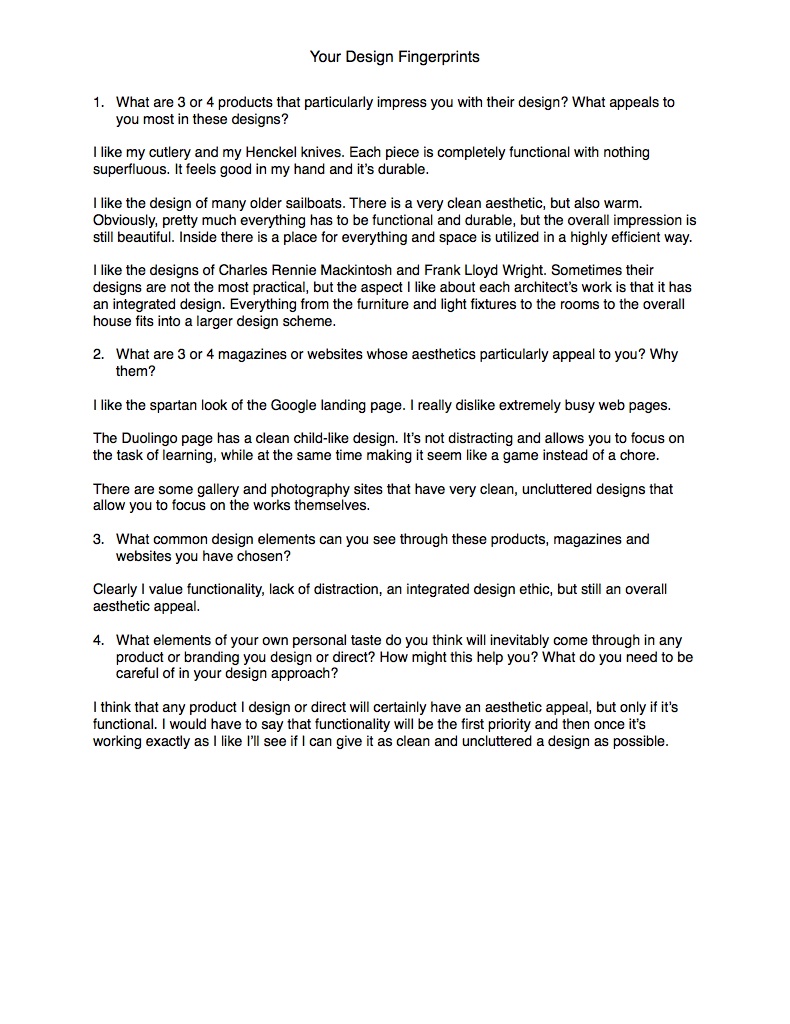 Your Design Fingerprints
1. What are 3 or 4 products that particularly impress you with their design? What appeals to
you most in these designs?
I like my cutlery and my Henckel knives. Each piece is completely functional with nothing
superfluous. It feels good in my hand and it's durable.
I like the design of many older sailboats. There is a very clean aesthetic, but also warm.
Obviously, pretty much everything has to be functional and durable, but the overall impression is
still beautiful. Inside there is a place for everything and space is utilized in a highly efficient way.
I like the designs of Charles Rennie Mackintosh and Frank Lloyd Wright. Sometimes their
designs are not the most practical, but the aspect I like about each architect's work is that it has
an integrated design. Everything from the furniture and light fixtures to the rooms to the overall
house fits into a larger design scheme.
2. What are 3 or 4 magazines or websites whose aesthetics particularly appeal to you? Why
them?
I like the spartan look of the Google landing page. I really dislike extremely busy web pages.
The Duolingo page has a clean child-like design. It's not distracting and allows you to focus on
the task of learning, while at the same time making it seem like a game instead of a chore.
There are some gallery and photography sites that have very clean, uncluttered designs that
allow you to focus on the works themselves.
3. What common design elements can you see through these products, magazines and
websites you have chosen?
Clearly I value functionality, lack of distraction, an integrated design ethic, but still an overall
aesthetic appeal.
4. What elements of your own personal taste do you think will inevitably come through in any
product or branding you design or direct? How might this help you? What do you need to be
careful of in your design approach?
I think that any product I design or direct will certainly have an aesthetic appeal, but only if it's
functional. I would have to say that functionality will be the first priority and then once it's
working exactly as I like I'll see if I can give it as clean and uncluttered a design as possible.